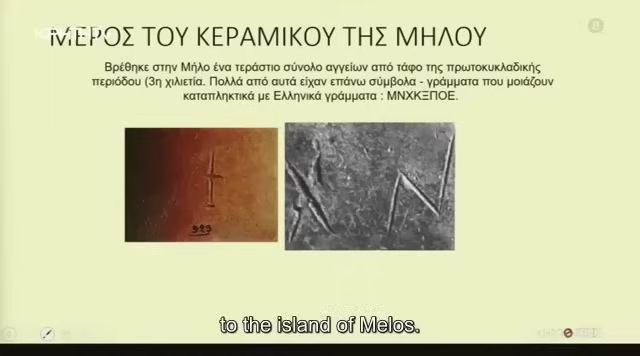 ΜΕΡΟΣ ΤΟΥ ΚΕΡΑΜΙΚΟΥ ΤΗΣ ΜΗΛΟΥ
Βρέθηκε στην Μήλο ένα τεράστιο σύνολο αγγείων από τάφο της πρωτοκυκλαδικής
περιόδου (3η χιλιετία. Πολλά από αυτά είχαν επάνω σύμβολα - γράμματα που μοιάζουν
καταπληκτικά με Ελληνικά γράμματα : ΜΝΧΚΞΠΟΕ.
323
X N
to the island of Melos.